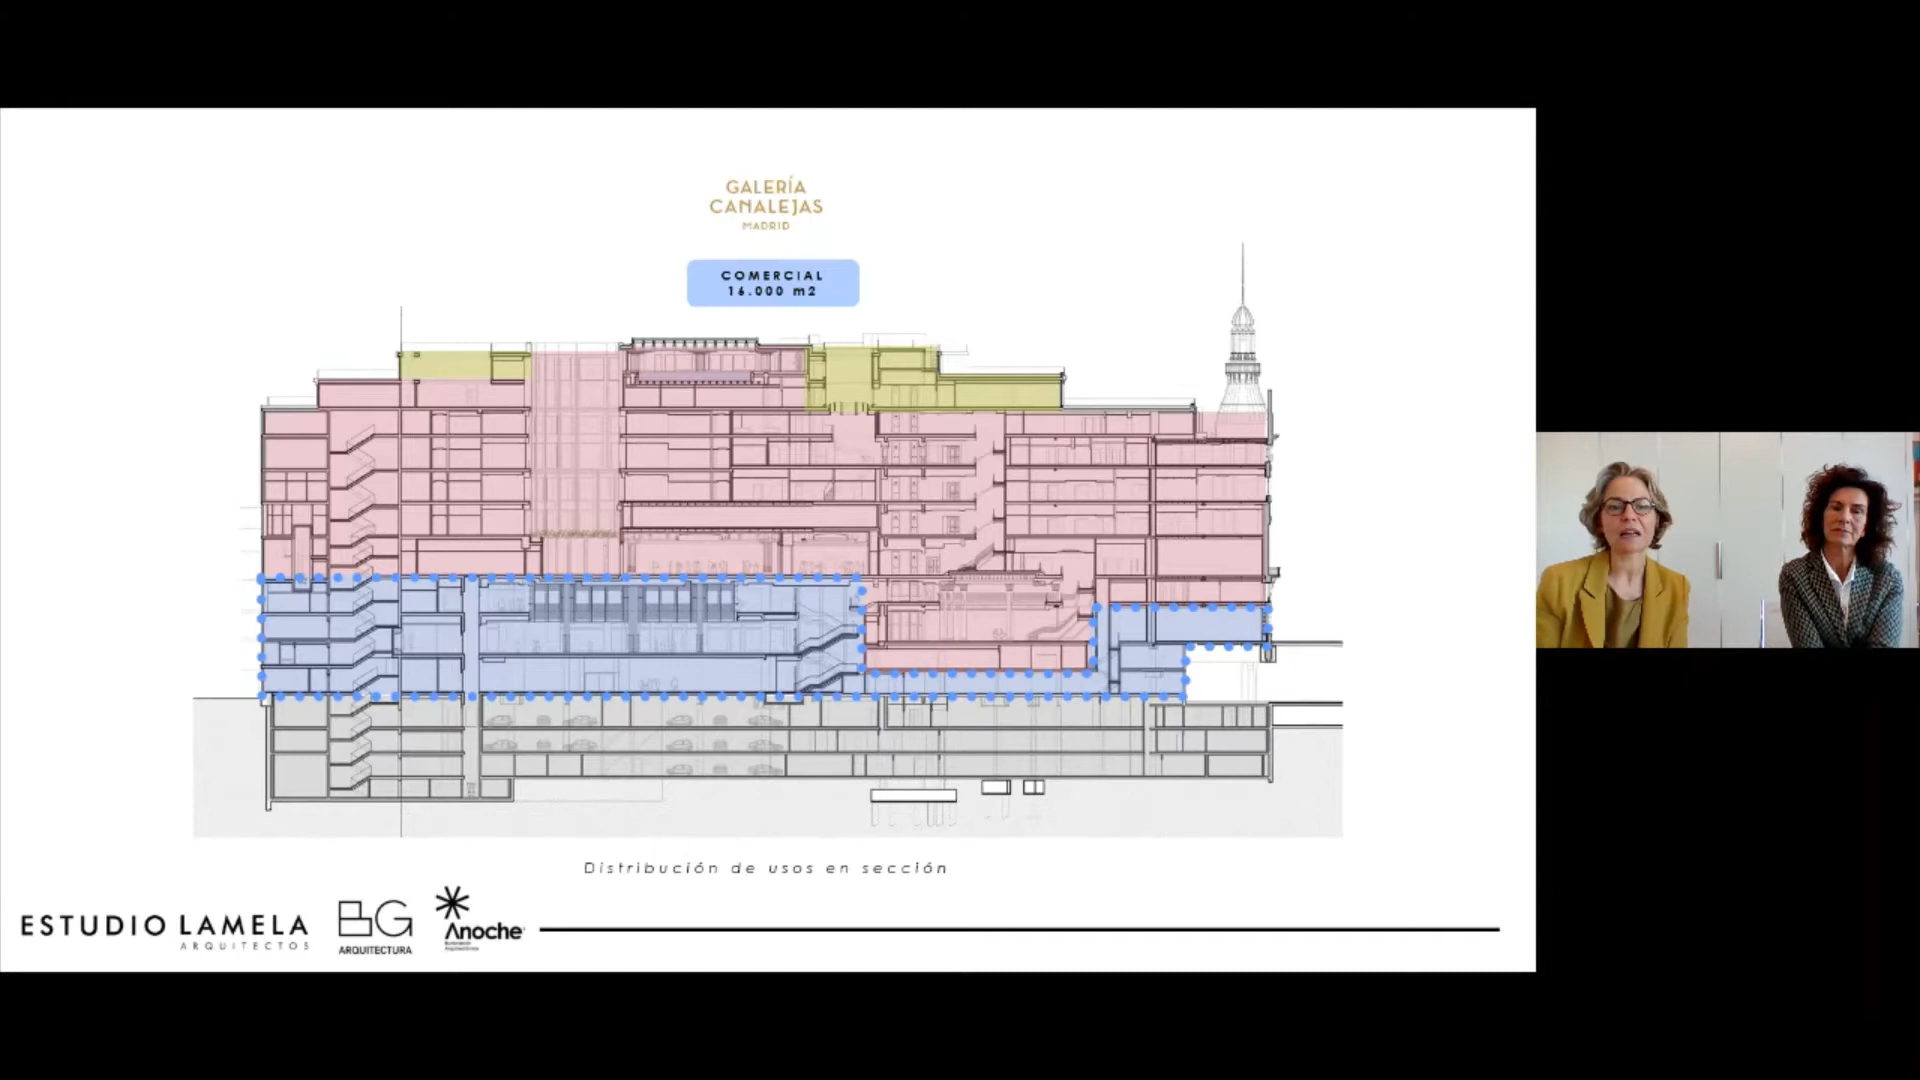 GALERÍA
CANALEJAS
MADRID
COMERCIAL
16.000 m2
Distribución de usos en sección
ESTUDIO LAMELA
ARQUITECTOS
BG
ARQUITECTURA
Anoche